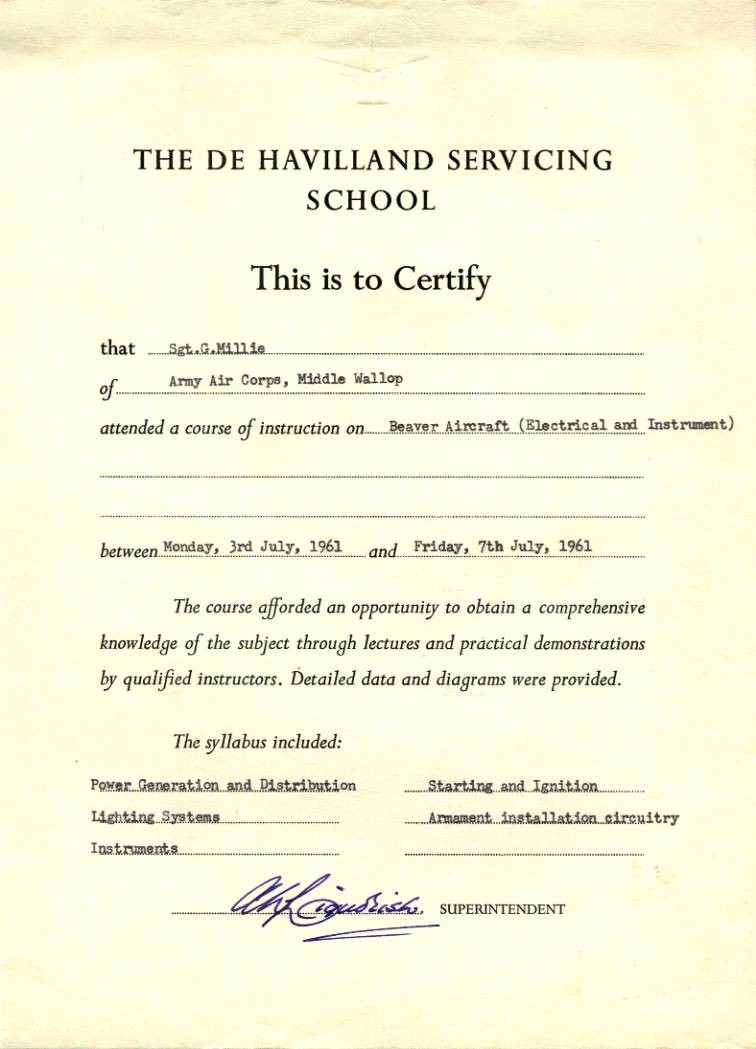 THE DE HAVILLAND SERVICING
SCHOOL
This is to Certify
that Sgt.G.Millie
of Army Air Corps, Middle Wallop
attended a course of instruction on Beaver Aircraft (Electrical and Instrument)
between Monday, 3rd July, 1961 and Friday, 7th July, 1961
The course afforded an opportunity to obtain a comprehensive
knowledge of the subject through lectures and practical demonstrations
by qualified instructors. Detailed data and diagrams were provided.
The syllabus included:
Power Generation and Distribution Starting and Ignition
Lighting Systems Armament installation circuitry
Instruments
SUPERINTENDENT